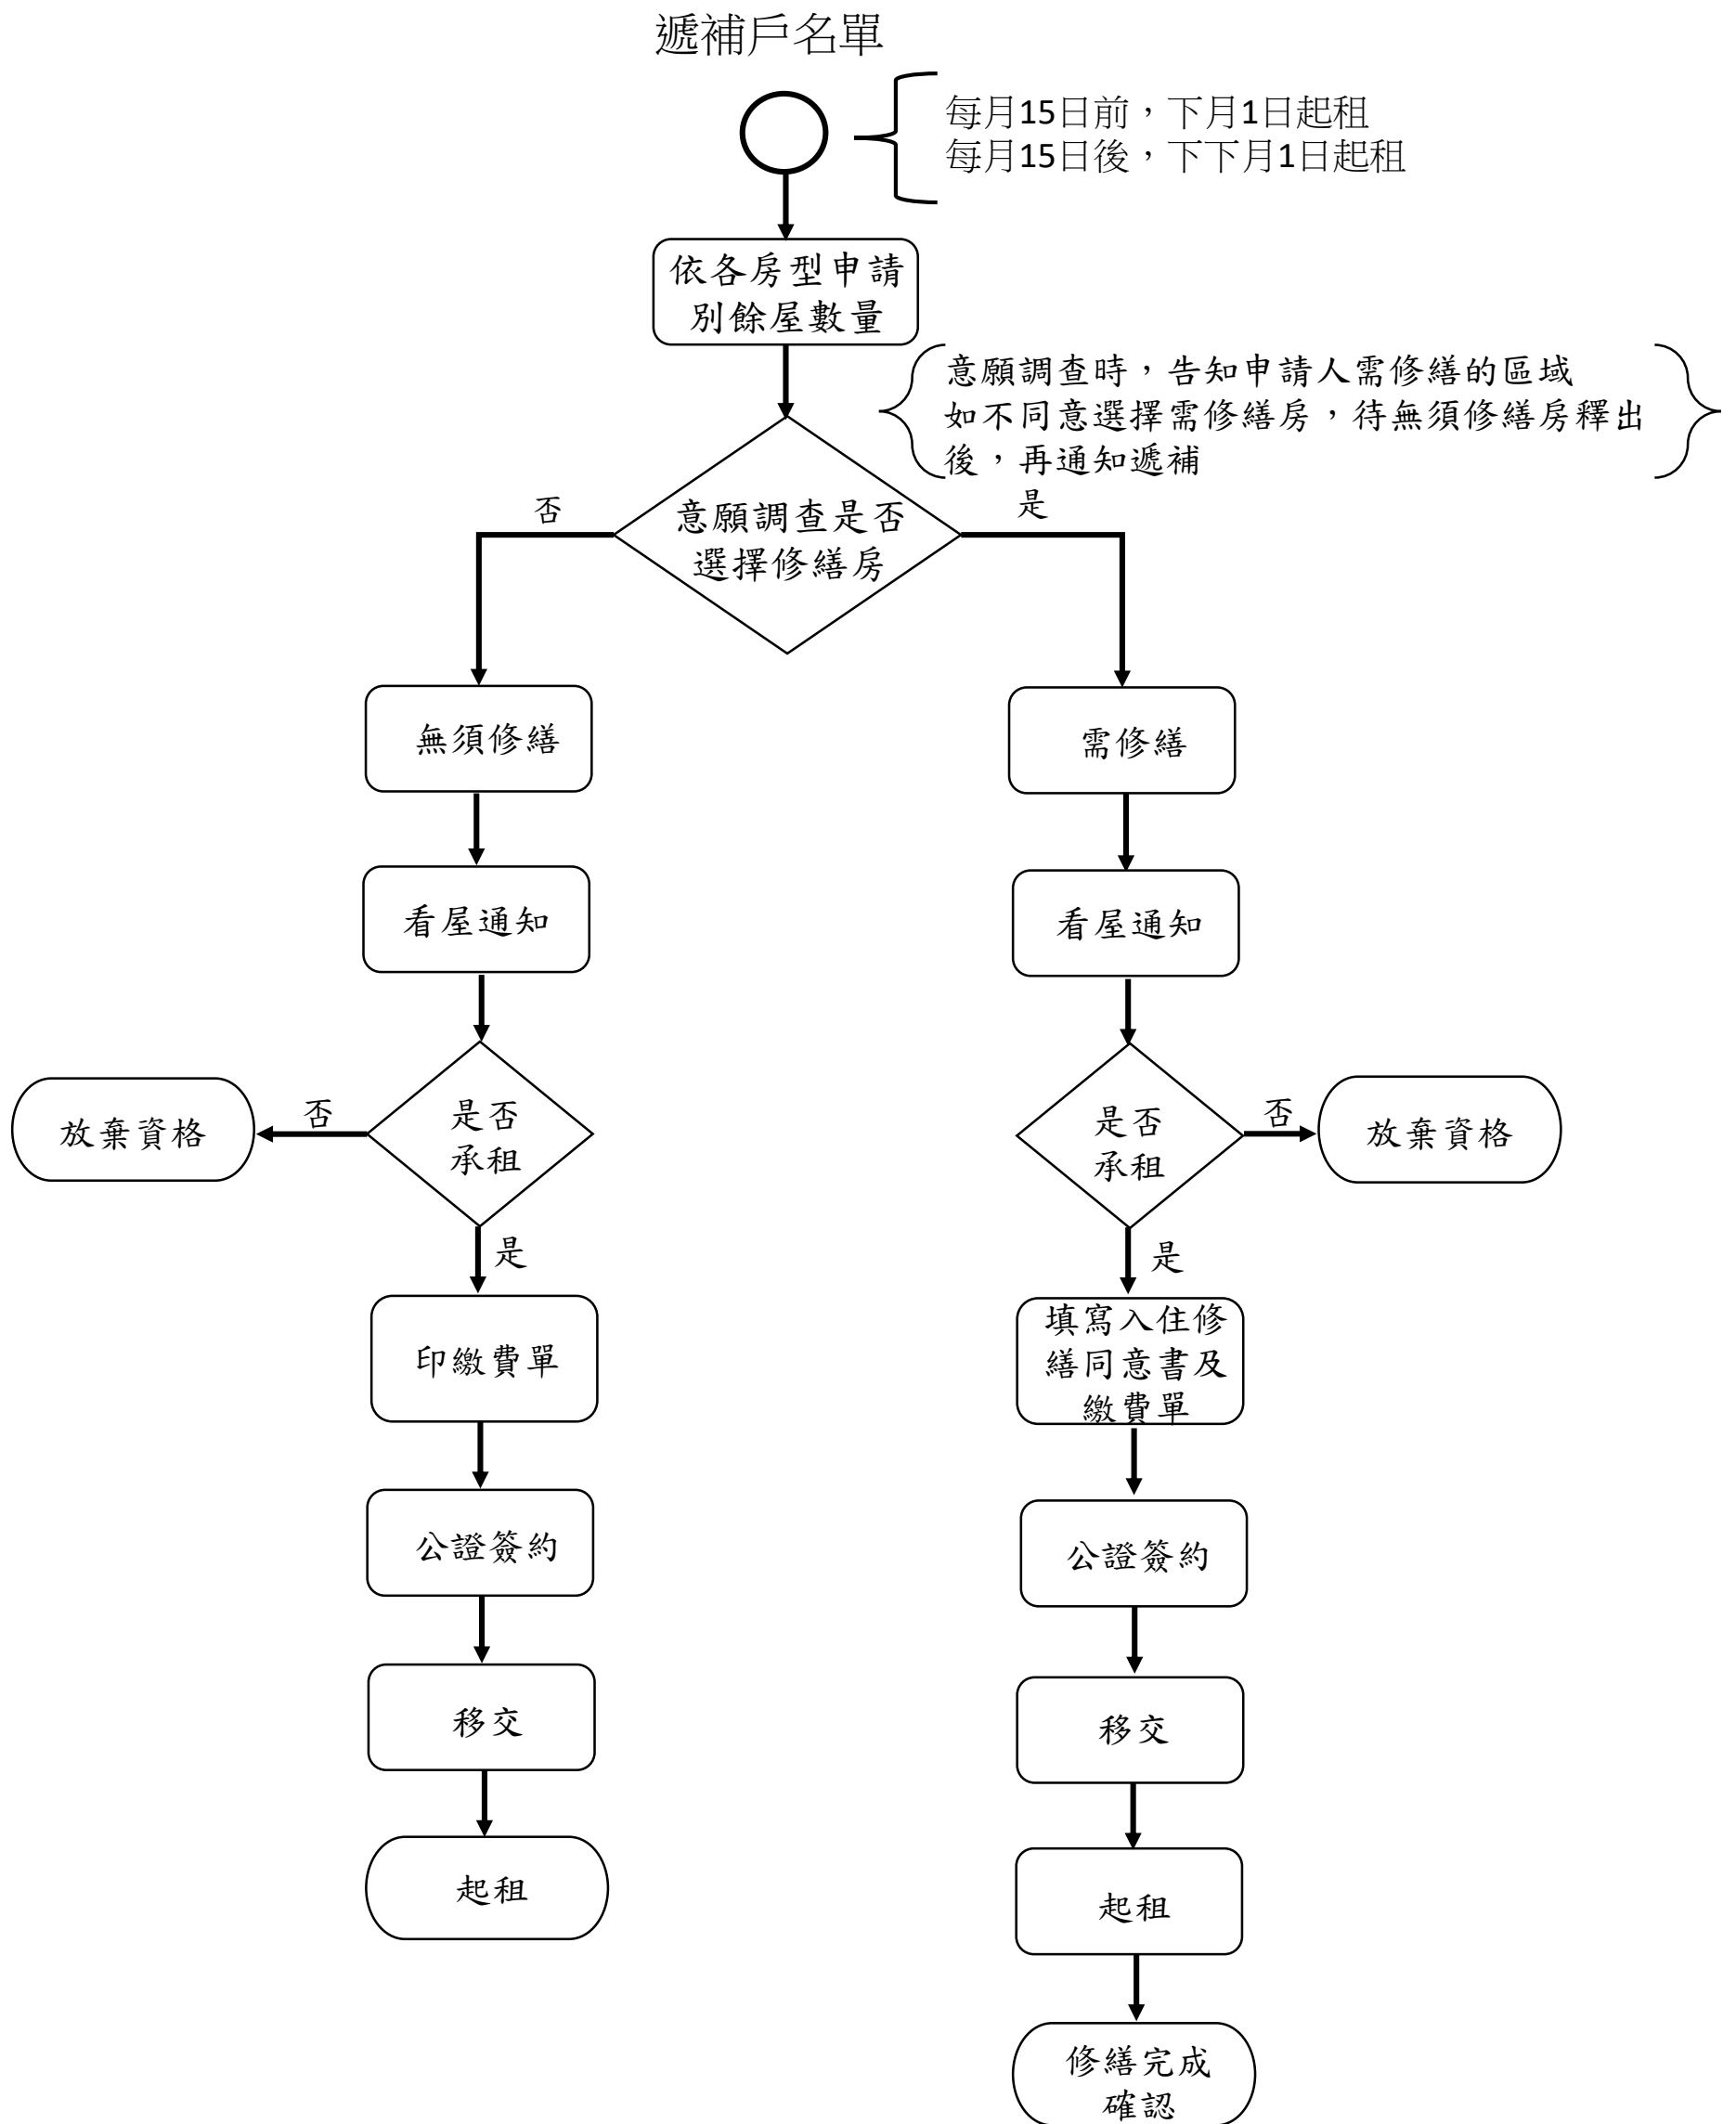 遞補戶名單
每月15日前，下月1日起租
每月15日後，下下月1日起租
依各房型申請
別餘屋數量
意願調查時，告知申請人需修繕的區域
如不同意選擇需修繕房，待無須修繕房釋出
後，再通知遞補
否
意願調查是否
選擇修繕房
是
無須修繕
需修繕
看屋通知
看屋通知
放棄資格
否
是否
承租
是否
承租
否
放棄資格
是
是
印繳費單
填寫入住修
繕同意書及
繳費單
公證簽約
公證簽約
移交
移交
起租
起租
修繕完成
確認